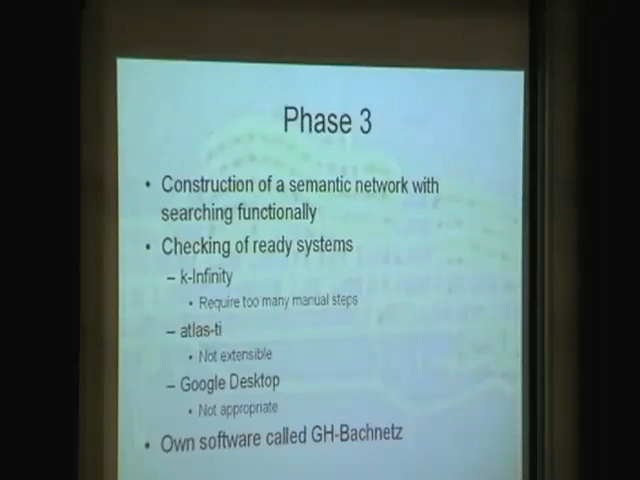 Phase 3
• Construction of a semantic network with
searching functionally
• Checking of ready systems
– k-Infinity
• Require too many manual steps
– atlas-ti
• Not extensible
– Google Desktop
• Not appropriate
• Own software called GH-Bachnetz